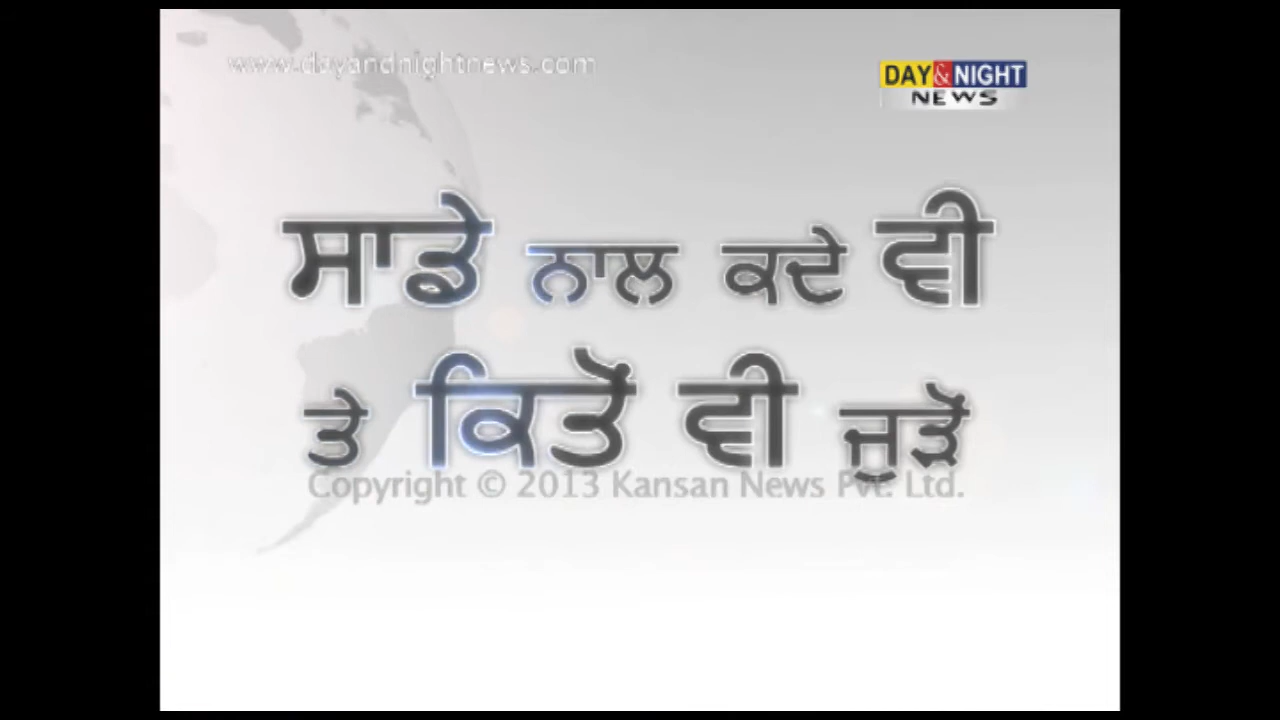 www.dayandnightnews.com
DAY&NIGHT
NEWS
ਸਾਡੇ ਨਾਲ ਕਦੇ ਵੀ
ਤੇ ਕਿਤੋਂ ਵੀ ਜੁੜੋਂ
Copyright © 2013 Kansan News Pvt. Ltd.